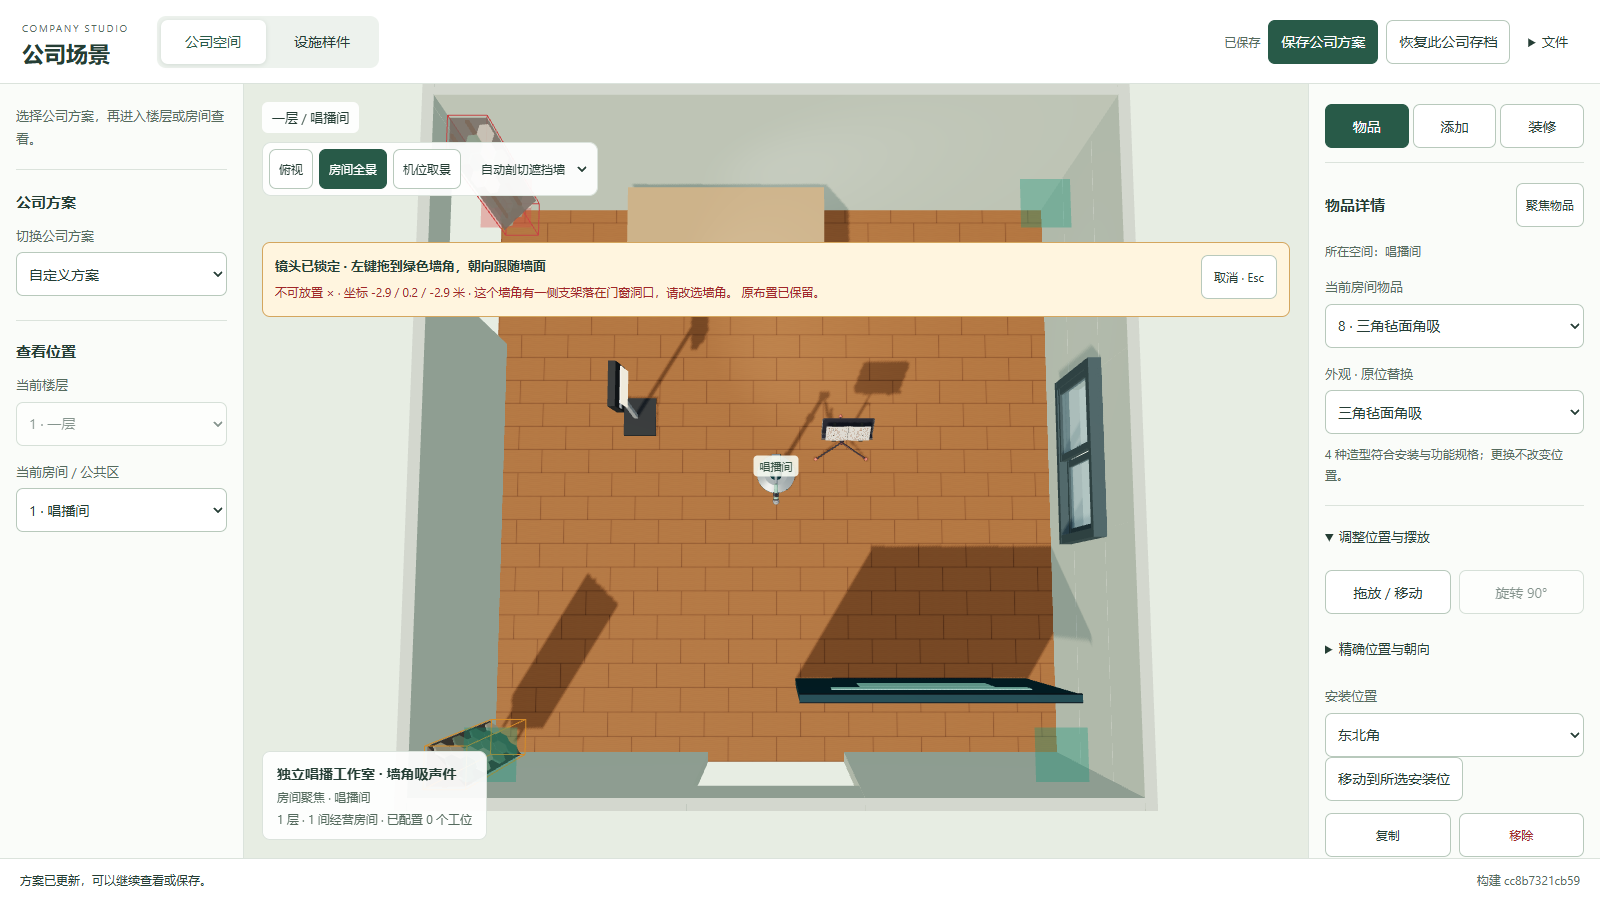 COMPANY STUDIO
公司场景
公司空间
设施样件
已保存
保存公司方案
恢复此公司存档
▶ 文件
选择公司方案，再进入楼层或房间查
看。
公司方案
切换公司方案
自定义方案
查看位置
当前楼层
1 · 一层
当前房间 / 公共区
1 · 唱播间
一层 / 唱播间
俯视
房间全景
机位取景
自动剖切遮挡墙
镜头已锁定 · 左键拖到绿色墙角，朝向跟随墙面
不可放置 × · 坐标 -2.9 / 0.2 / -2.9 米 · 这个墙角有一侧支架落在门窗洞口，请改选墙角。 原布置已保留。
取消 · Esc
唱播间
独立唱播工作室 · 墙角吸声件
房间聚焦 · 唱播间
1 层 · 1 间经营房间 · 已配置 0 个工位
物品
添加
装修
物品详情
聚焦物品
所在空间：唱播间
当前房间物品
8 · 三角毡面角吸
外观 · 原位替换
三角毡面角吸
4 种造型符合安装与功能规格；更换不改变位
置。
▼ 调整位置与摆放
拖放 / 移动
旋转 90°
▶ 精确位置与朝向
安装位置
东北角
移动到所选安装位
复制
移除
方案已更新，可以继续查看或保存。
构建 cc8b7321cb59